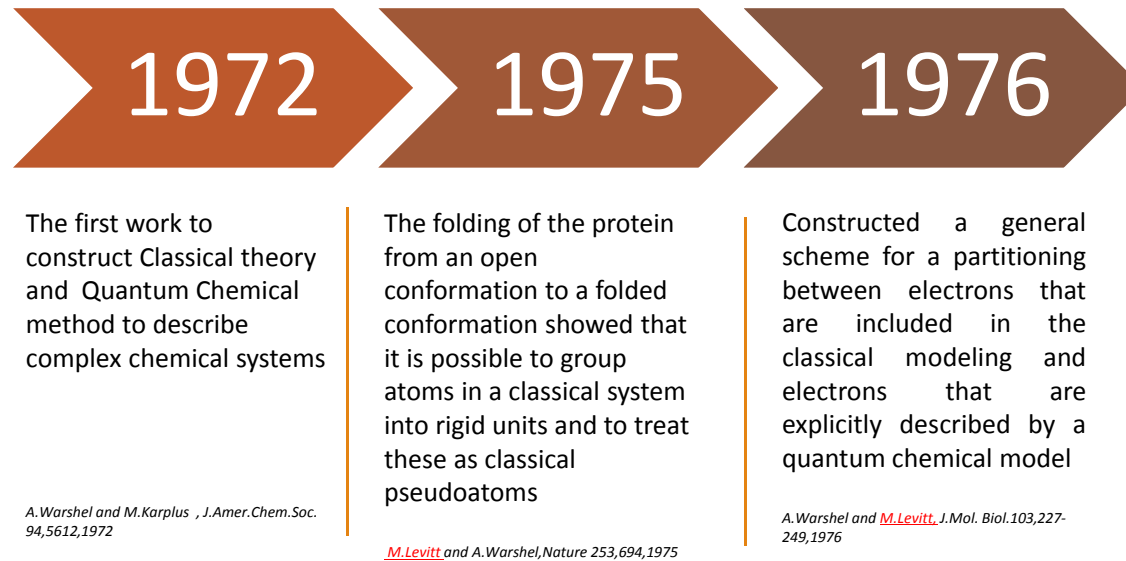 1972
The first work to
construct Classical theory
and Quantum Chemical
method to describe
complex chemical systems
A.Warshel and M.Karplus , J.Amer.Chem.Soc.
94,5612,1972
1975
The folding of the protein
from an open
conformation to a folded
conformation showed that
it is possible to group
atoms in a classical system
into rigid units and to treat
these as classical
pseudoatoms
M.Levitt and A.Warshel,Nature 253,694,1975
1976
Constructed a general
scheme for a partitioning
between electrons that
are included in the
classical modeling and
electrons that are
explicitly described by a
quantum chemical model
A.Warshel and M.Levitt, J.Mol. Biol.103,227-
249,1976